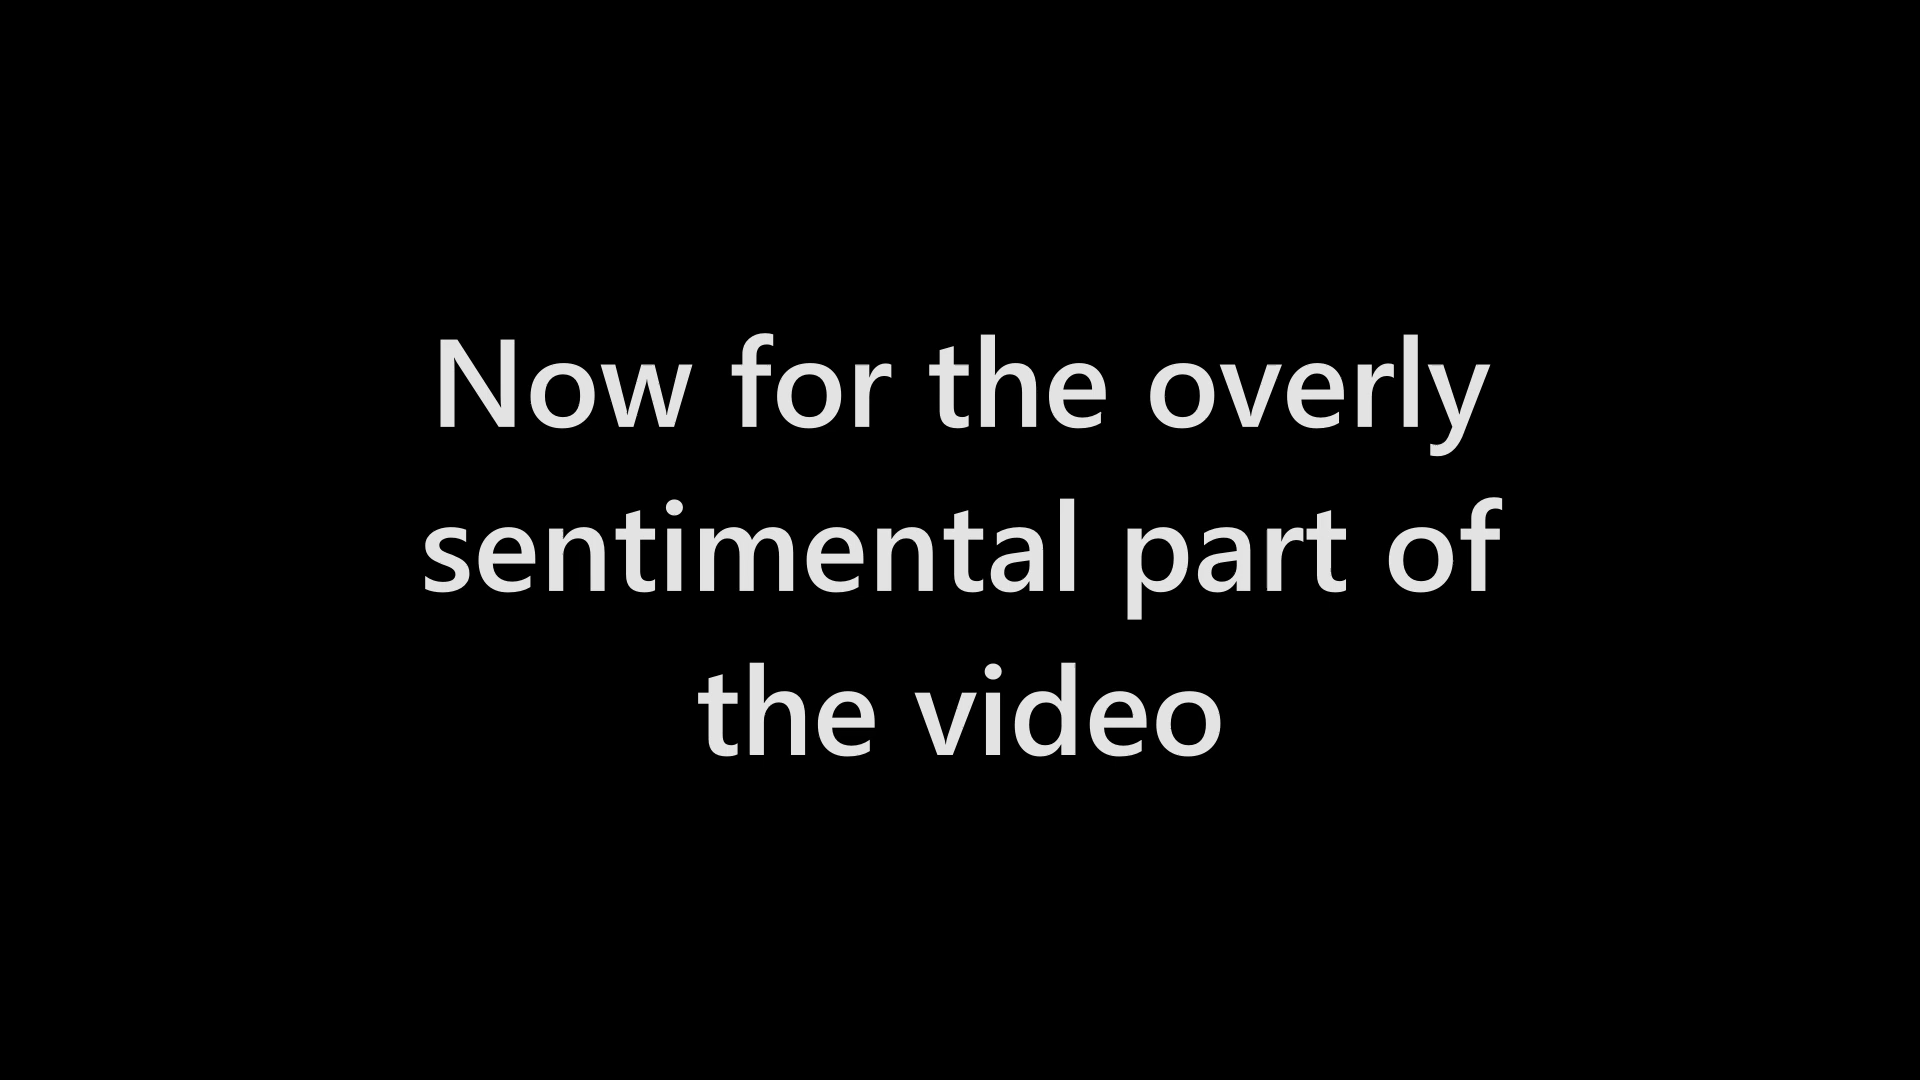 Now for the overly
sentimental part of
the video